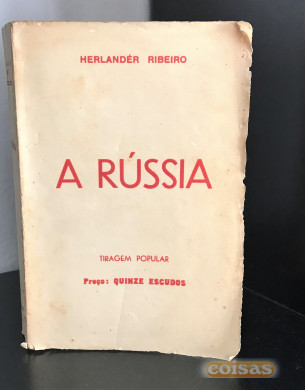 HERLANDÉR RIBEIRO
A RÚSSIA
TIRAGEM POPULAR
Preço: QUINZE ESCUDOS
coisas